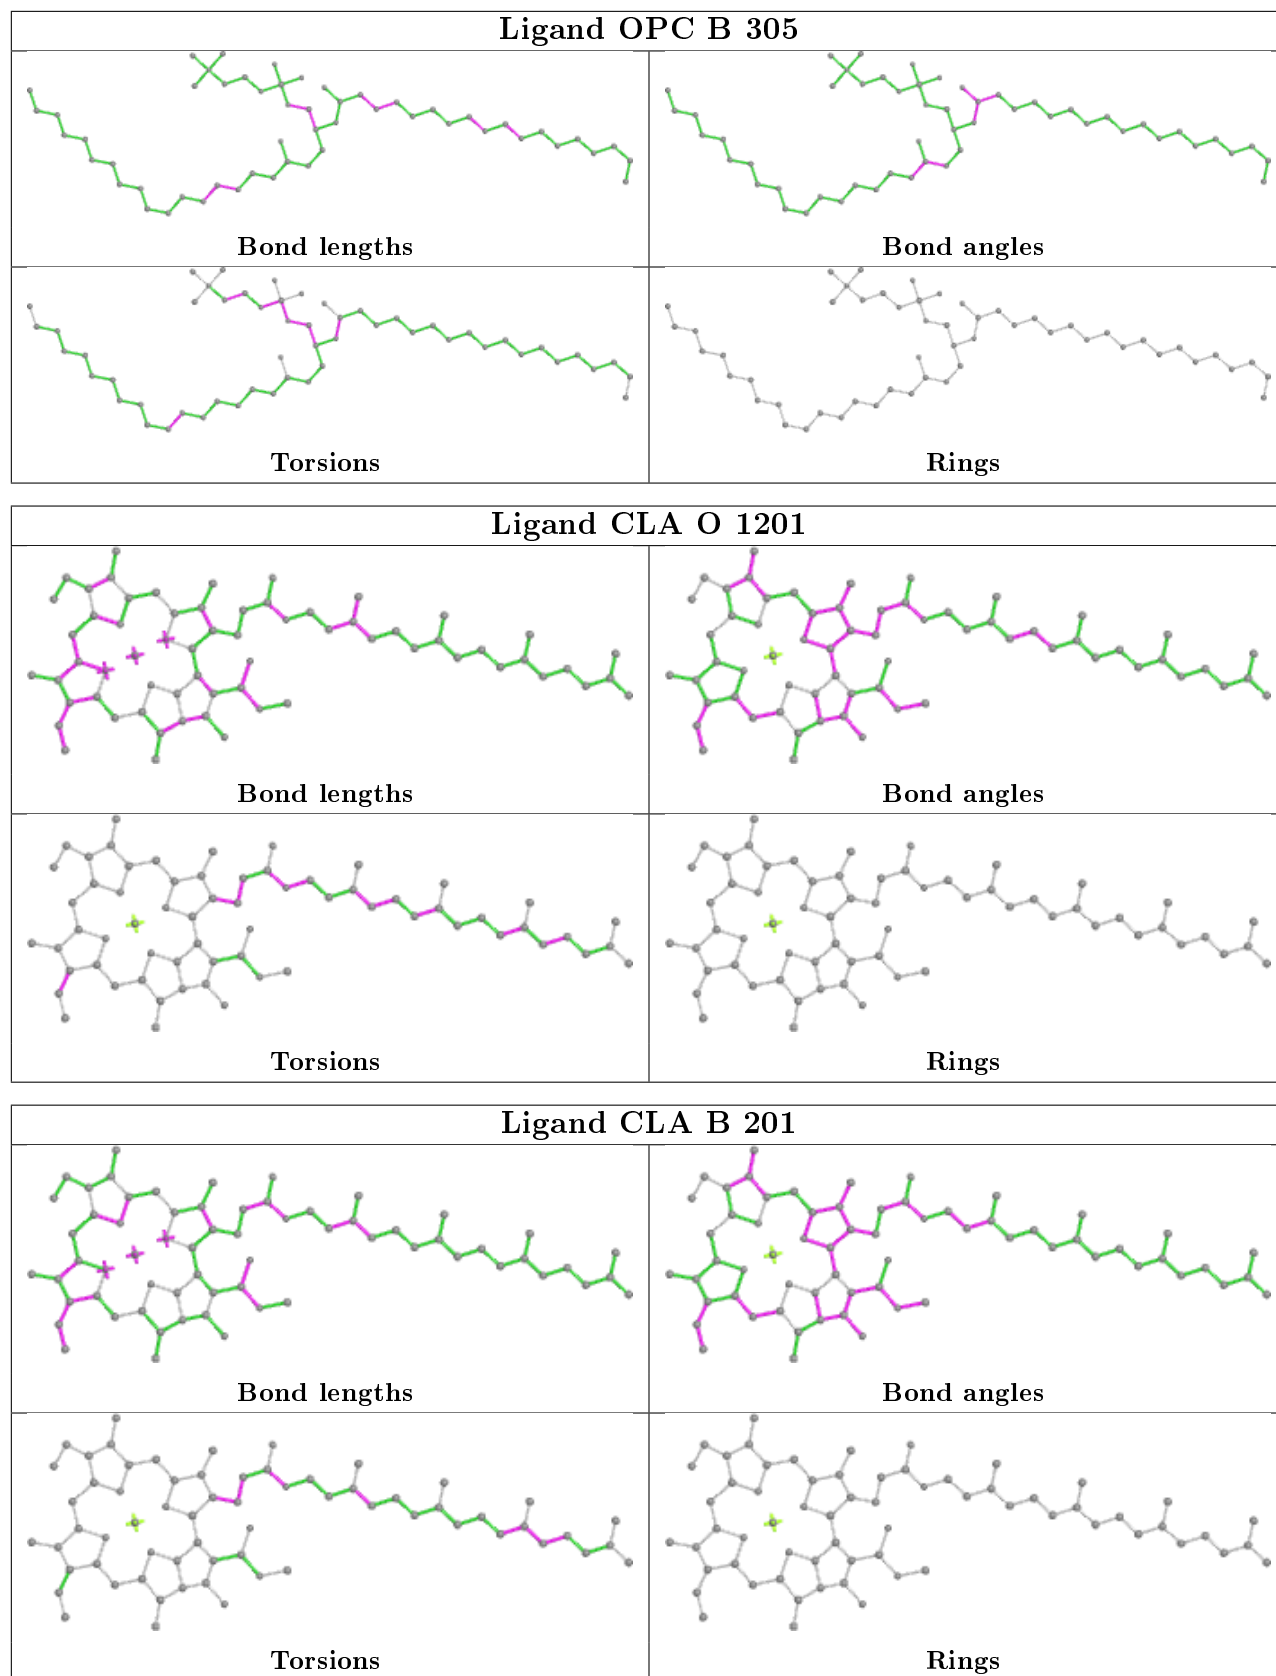 Ligand OPC B 305
Bond lengths
Bond angles
Torsions
Rings
Ligand CLA O 1201
Bond lengths
Bond angles
Torsions
Rings
Ligand CLA B 201
Bond lengths
Bond angles
Torsions
Rings